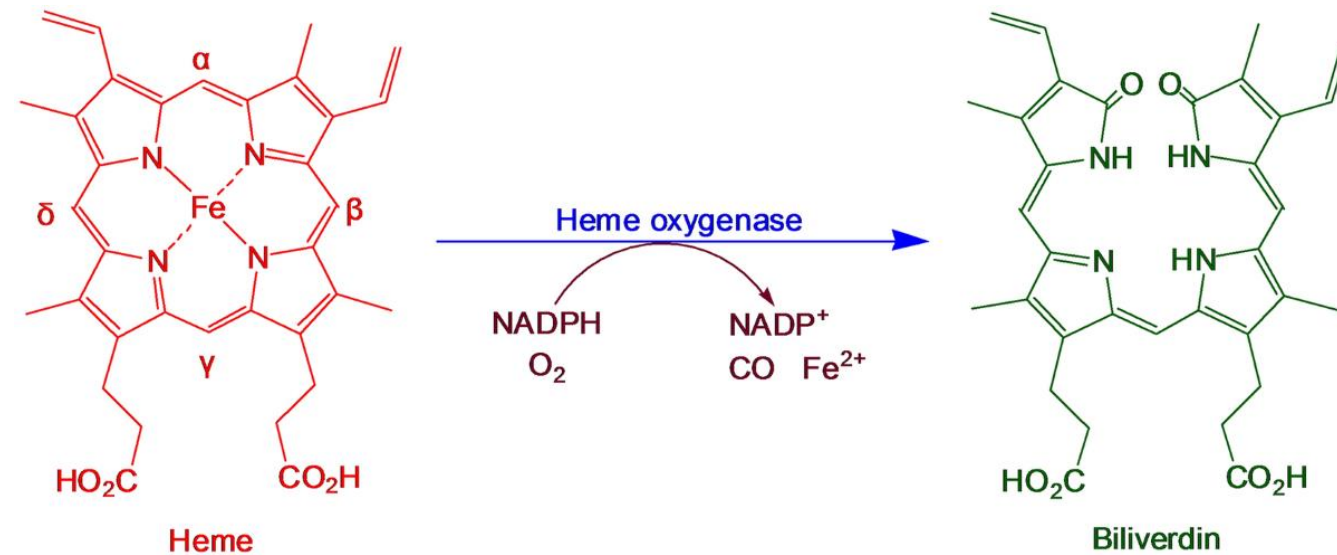 α
N
N
δ
Fe
β
N
N
γ
HO₂C
CO₂H
Heme
Heme oxygenase
NADPH
NADP⁺
O₂
CO Fe²⁺
O
O
NH
HN
N
HN
HO₂C
CO₂H
Biliverdin